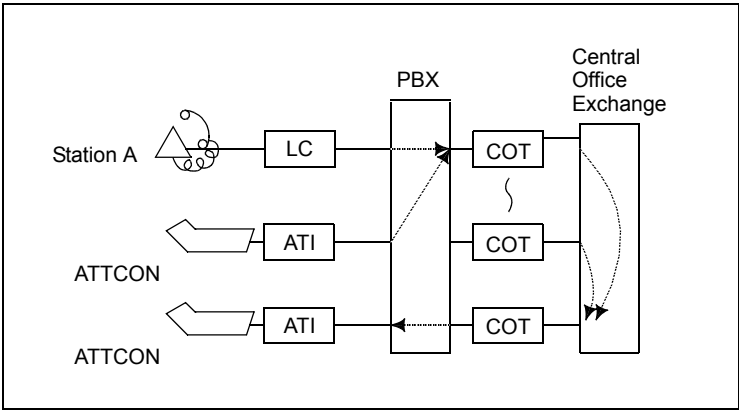 Central
Office
Exchange
PBX
Station A
LC
COT
ATI
COT
ATTCON
ATI
COT
ATTCON